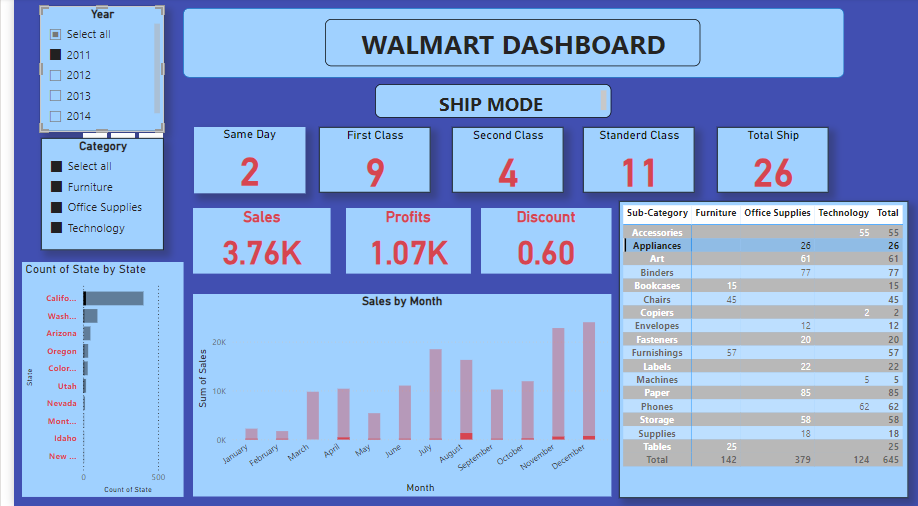 Year
Select all
2011
2012
2013
2014
Category
Select all
Furniture
Office Supplies
Technology
WALMART DASHBOARD
SHIP MODE
Same Day
2
First Class
9
Second Class
4
Standerd Class
11
Total Ship
26
Sales
3.76K
Profits
1.07K
Discount
0.60
Count of State by State
State
Califo...
Wash...
Arizona
Oregon
Color...
Utah
Nevada
Mont...
Idaho
New ...
0 500
Count of State
Sales by Month
Sum of Sales
20K
10K
0K
January February March April May June July August September October November December
Month
Sub-Category Furniture Office Supplies Technology Total
Accessories 55 55
Appliances 26 26
Art 61 61
Binders 77 77
Bookcases 15 15
Chairs 45 45
Copiers 2 2
Envelopes 12 12
Fasteners 20 20
Furnishings 57 57
Labels 22 22
Machines 5 5
Paper 85 85
Phones 62 62
Storage 58 58
Supplies 18 18
Tables 25 25
Total 142 379 124 645